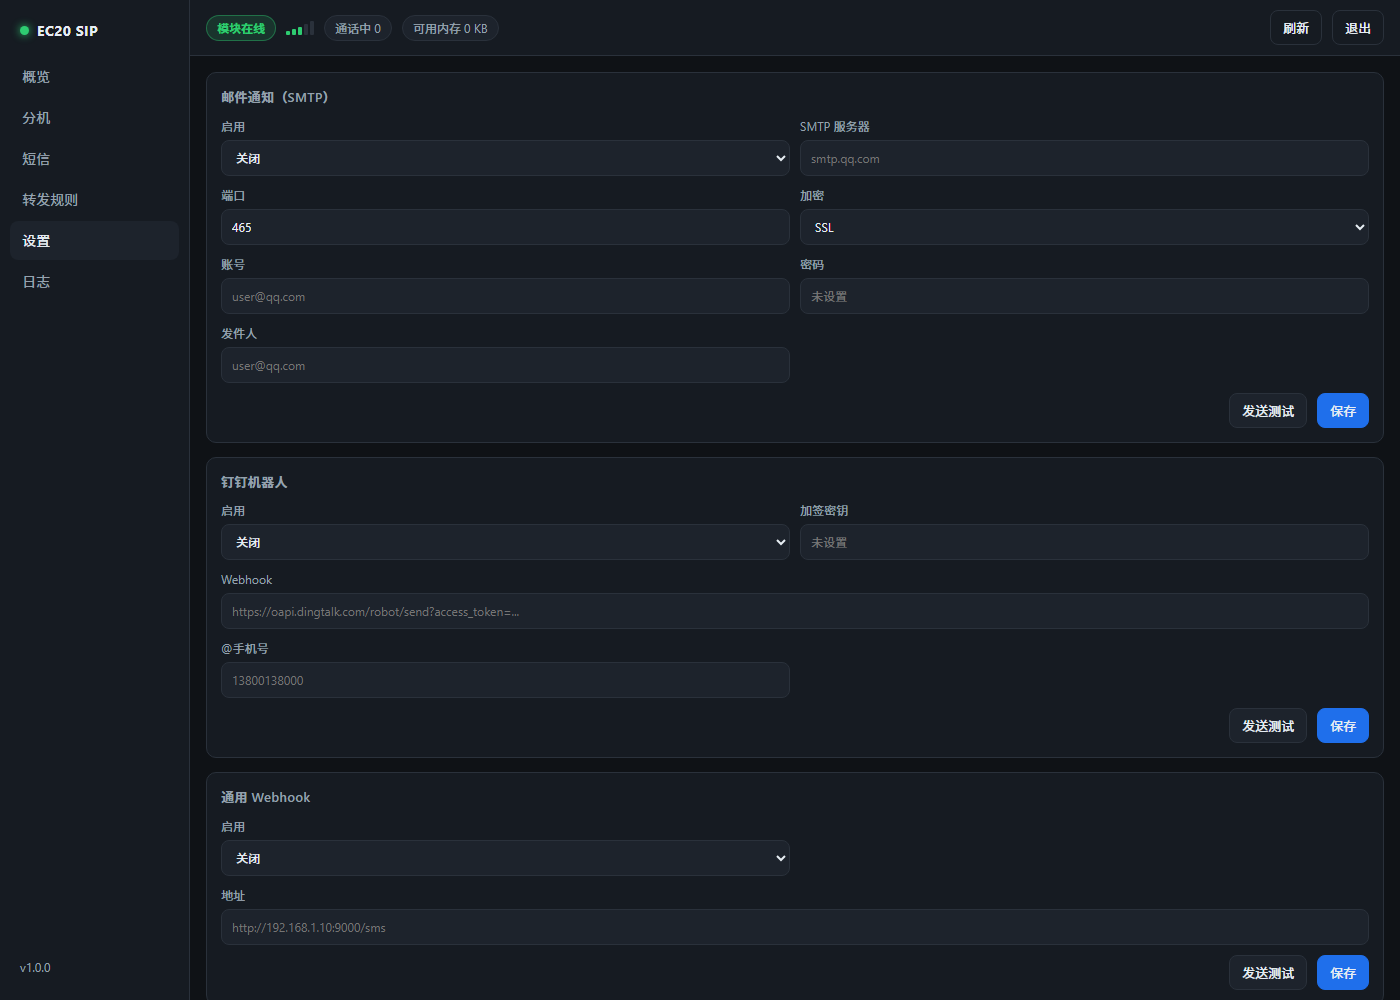 EC20 SIP
概览
分机
短信
转发规则
设置
日志
v1.0.0
模块在线
通话中 0
可用内存 0 KB
刷新
退出
邮件通知（SMTP）
启用
SMTP 服务器
关闭
smtp.qq.com
端口
加密
465
SSL
账号
密码
user@qq.com
未设置
发件人
user@qq.com
发送测试
保存
钉钉机器人
启用
加签密钥
关闭
未设置
Webhook
https://oapi.dingtalk.com/robot/send?access_token=...
@手机号
13800138000
发送测试
保存
通用 Webhook
启用
关闭
地址
http://192.168.1.10:9000/sms
发送测试
保存